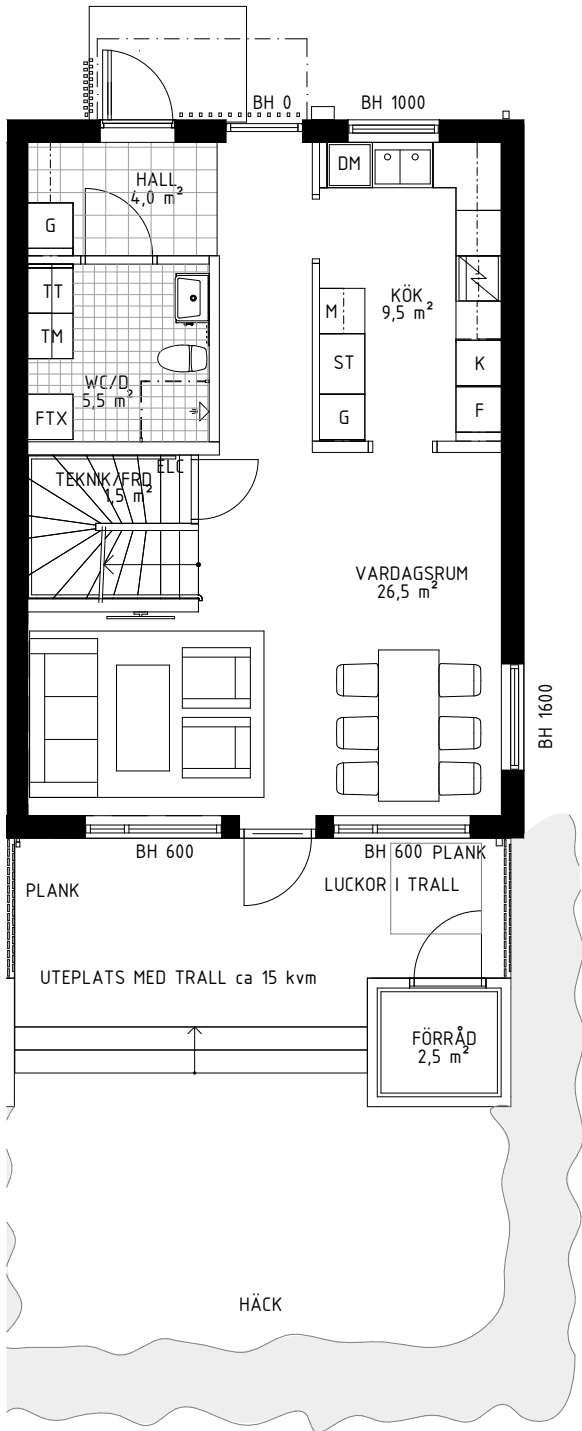 BH 0
BH 1000
HALL
4,0 m²
DM
G
KÖK
9,5 m²
TT
TM
M
ST
K
WC/D
5,5 m²
FTX
G
F
ELC
TEKNIK/FRD
1,5 m²
VARDAGSRUM
26,5 m²
BH 1600
BH 600
BH 600
PLANK
PLANK
LUCKOR I TRALL
UTEPLATS MED TRALL ca 15 kvm
FÖRRÅD
2,5 m²
HÄCK